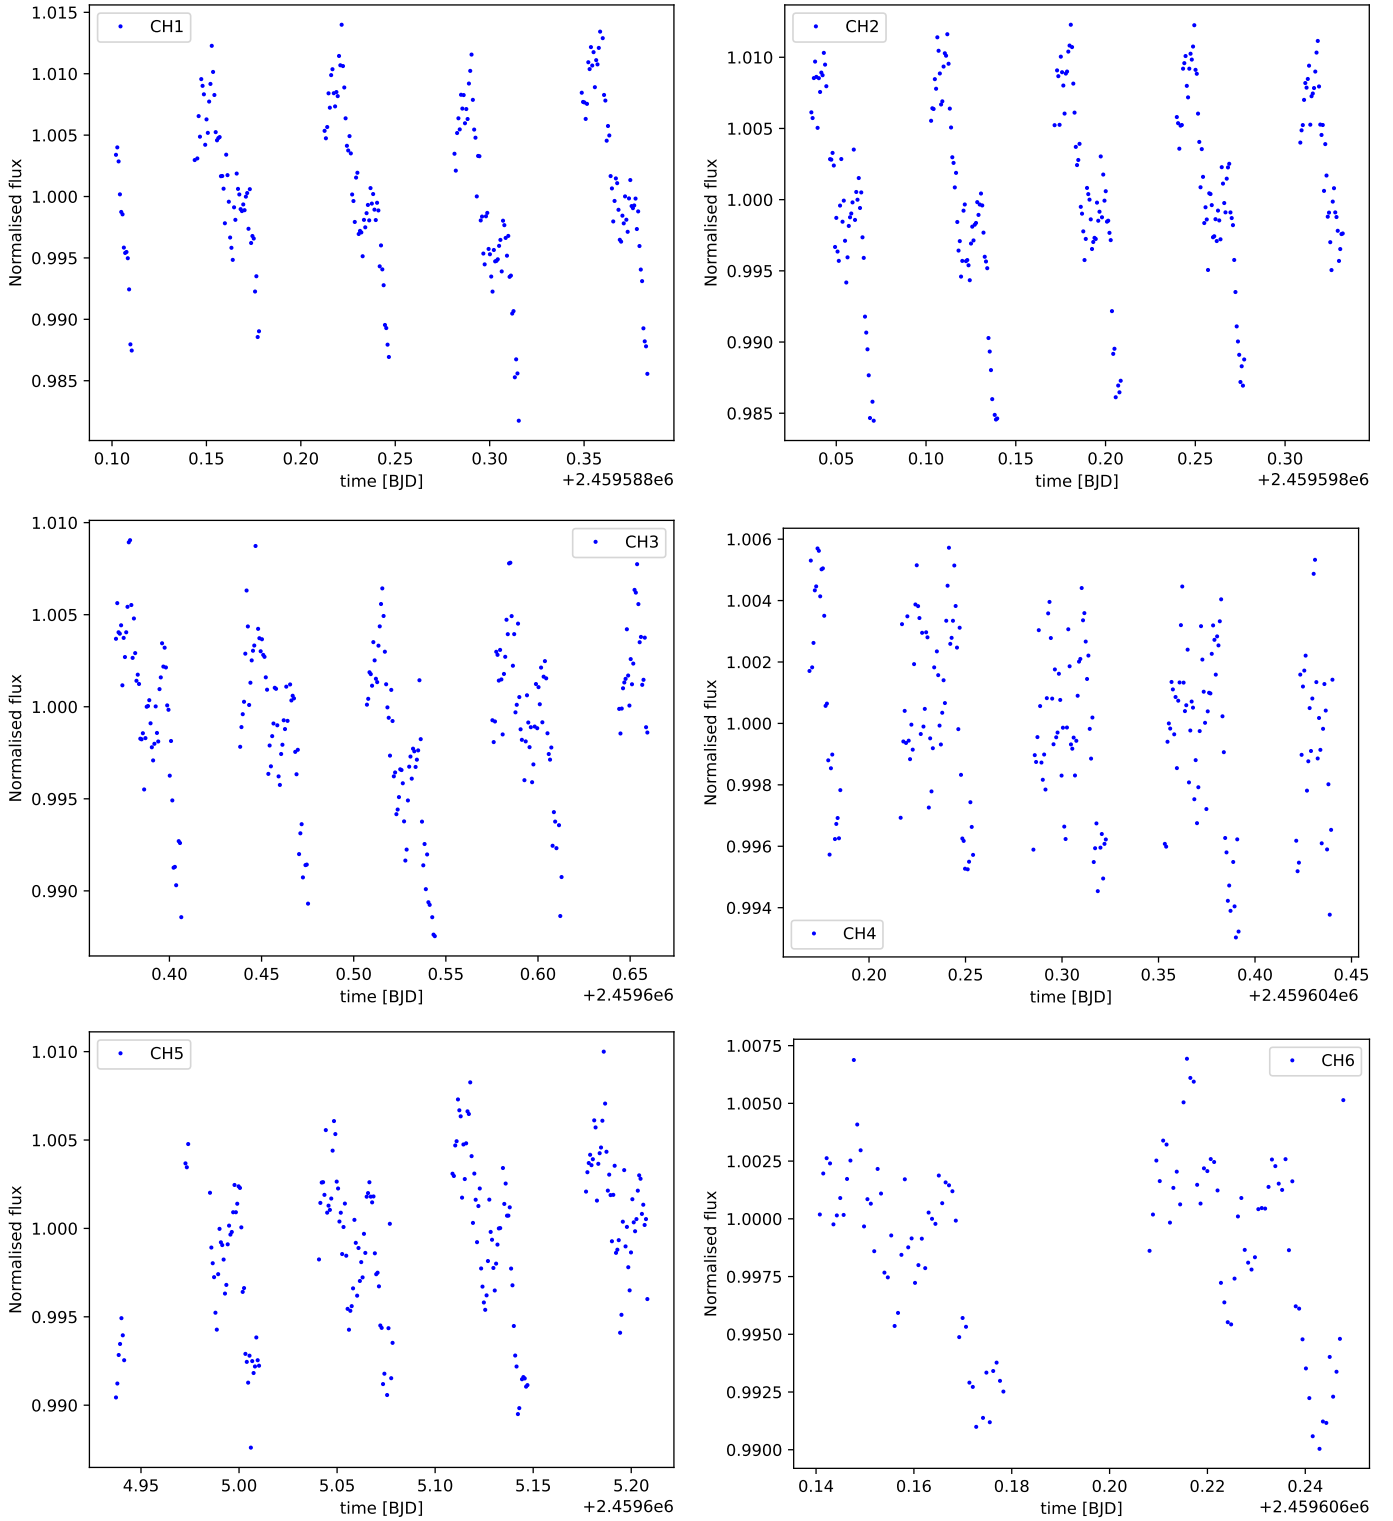 CH1
Normalised flux
1.015
1.010
1.005
1.000
0.995
0.990
0.985
0.10 0.15 0.20 0.25 0.30 0.35
time [BJD]
+2.459588e6
CH2
Normalised flux
1.010
1.005
1.000
0.995
0.990
0.985
0.05 0.10 0.15 0.20 0.25 0.30
time [BJD]
+2.459598e6
CH3
Normalised flux
1.010
1.005
1.000
0.995
0.990
0.40 0.45 0.50 0.55 0.60 0.65
time [BJD]
+2.4596e6
CH4
Normalised flux
1.006
1.004
1.002
1.000
0.998
0.996
0.994
0.20 0.25 0.30 0.35 0.40 0.45
time [BJD]
+2.459604e6
CH5
Normalised flux
1.010
1.005
1.000
0.995
0.990
4.95 5.00 5.05 5.10 5.15 5.20
time [BJD]
+2.4596e6
CH6
Normalised flux
1.0075
1.0050
1.0025
1.0000
0.9975
0.9950
0.9925
0.9900
0.14 0.16 0.18 0.20 0.22 0.24
time [BJD]
+2.459606e6